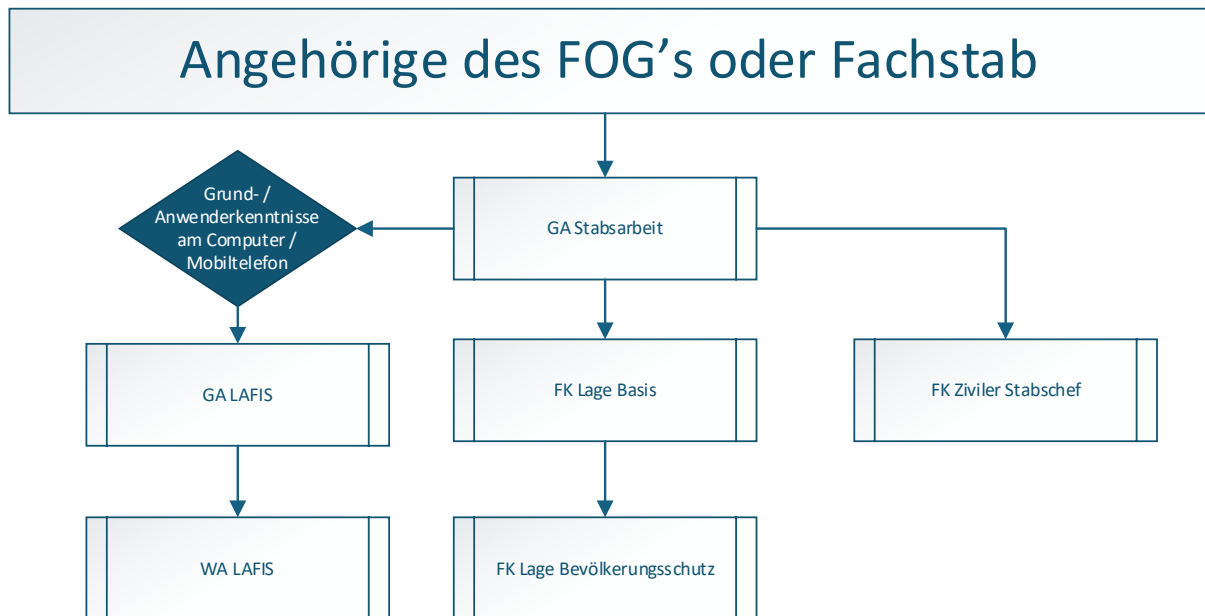 Angehörige des FOG’s oder Fachstab
Grund- /
Anwenderkenntnisse
am Computer /
Mobiltelefon
GA Stabsarbeit
GA LAFIS
FK Lage Basis
FK Ziviler Stabschef
WA LAFIS
FK Lage Bevölkerungsschutz